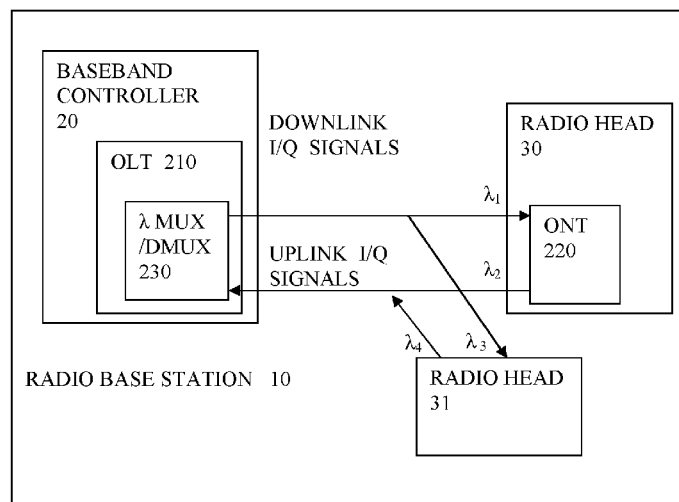 BASEBAND
CONTROLLER
20
OLT 210
λ MUX
/DMUX
230
DOWNLINK
I/Q SIGNALS
UPLINK I/Q
SIGNALS
λ1
λ2
λ3
λ4
RADIO HEAD
30
ONT
220
RADIO HEAD
31
RADIO BASE STATION 10